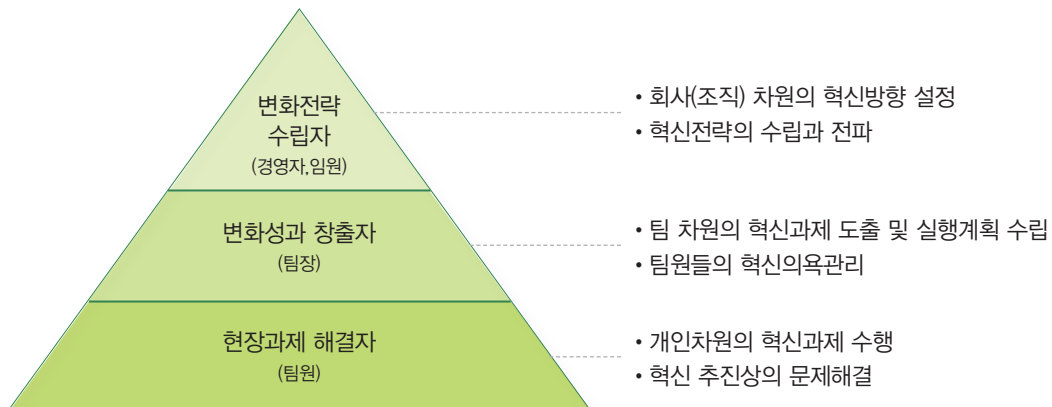 변화전략
수립자
(경영자,임원)
• 회사(조직) 차원의 혁신방향 설정
• 혁신전략의 수립과 전파
변화성과 창출자
(팀장)
• 팀 차원의 혁신과제 도출 및 실행계획 수립
• 팀원들의 혁신의욕관리
현장과제 해결자
(팀원)
• 개인차원의 혁신과제 수행
• 혁신 추진상의 문제해결